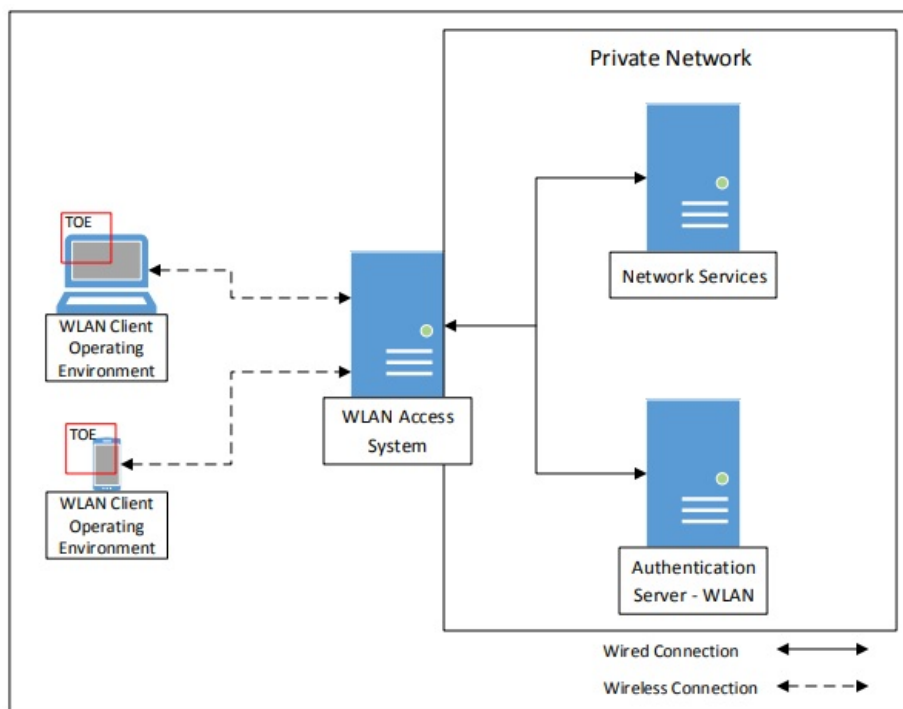 Private Network
TOE
WLAN Client
Operating
Environment
TOE
WLAN Client
Operating
Environment
WLAN Access
System
Network Services
Authentication
Server - WLAN
Wired Connection
Wireless Connection